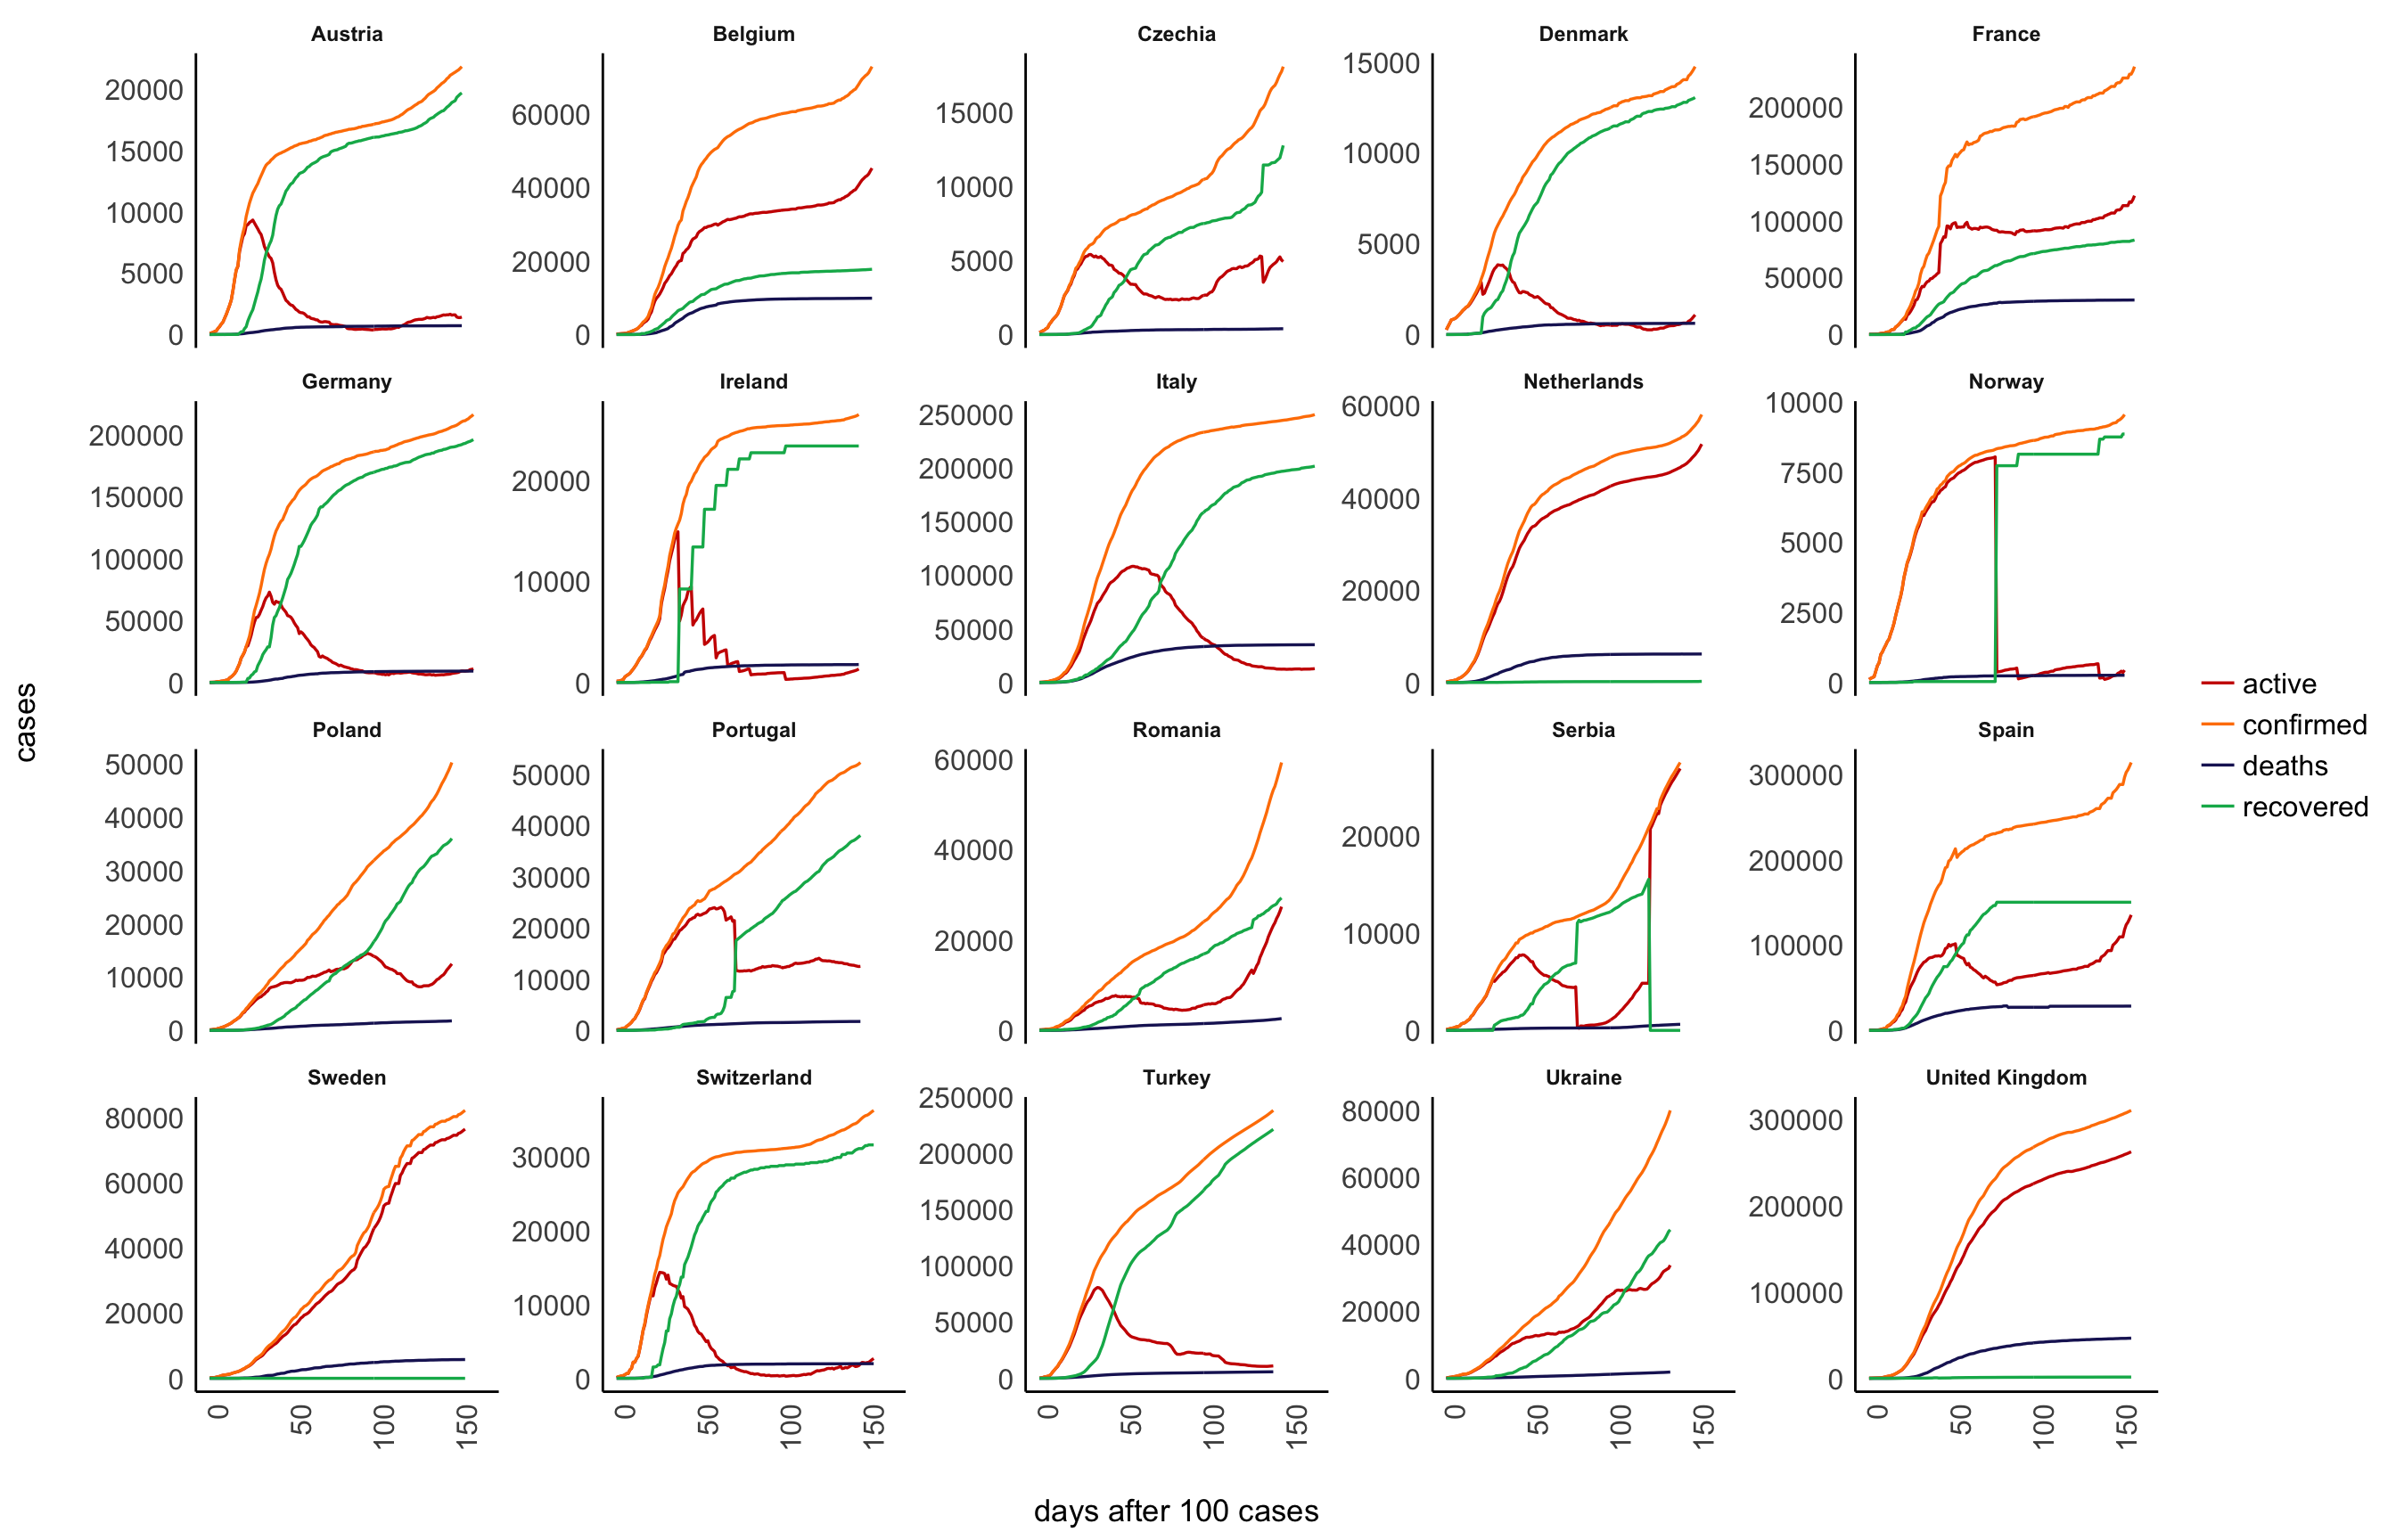 Austria
Belgium
Czechia
Denmark
France
20000
15000
10000
5000
0
60000
40000
20000
0
15000
10000
5000
0
15000
10000
5000
0
200000
150000
100000
50000
0
Germany
Ireland
Italy
Netherlands
Norway
200000
150000
100000
50000
0
20000
10000
0
250000
200000
150000
100000
50000
0
60000
40000
20000
0
10000
7500
5000
2500
0
cases
active
confirmed
deaths
recovered
Poland
Portugal
Romania
Serbia
Spain
50000
40000
30000
20000
10000
0
50000
40000
30000
20000
10000
0
60000
40000
20000
0
20000
10000
0
300000
200000
100000
0
Sweden
Switzerland
Turkey
Ukraine
United Kingdom
80000
60000
40000
20000
0
30000
20000
10000
0
250000
200000
150000
100000
50000
0
80000
60000
40000
20000
0
300000
200000
100000
0
0 50 100 150
0 50 100 150
0 50 100 150
0 50 100 150
0 50 100 150
days after 100 cases